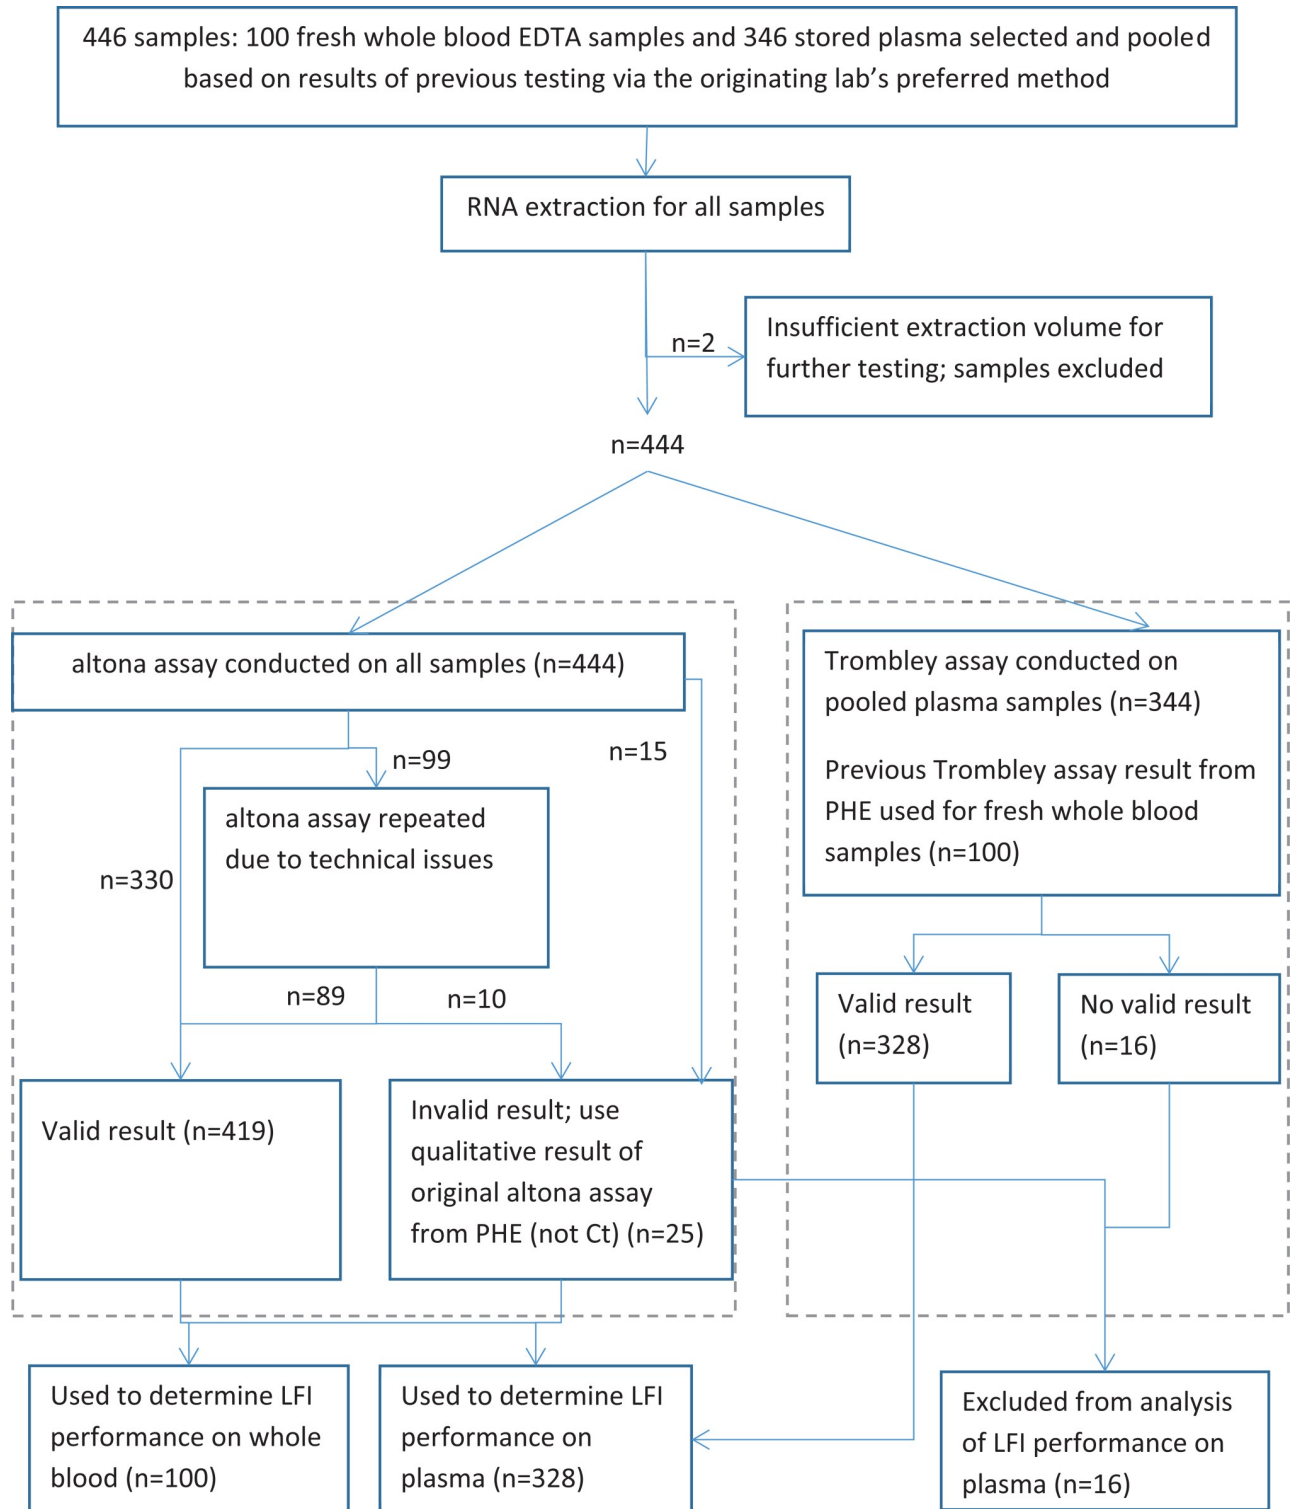 446 samples: 100 fresh whole blood EDTA samples and 346 stored plasma selected and pooled
based on results of previous testing via the originating lab’s preferred method
RNA extraction for all samples
n=2
Insufficient extraction volume for
further testing; samples excluded
n=444
altona assay conducted on all samples (n=444)
n=99
n=15
altona assay repeated
due to technical issues
n=330
n=89
n=10
Valid result (n=419)
Invalid result; use
qualitative result of
original altona assay
from PHE (not Ct) (n=25)
Trombley assay conducted on
pooled plasma samples (n=344)
Previous Trombley assay result from
PHE used for fresh whole blood
samples (n=100)
Valid result
(n=328)
No valid result
(n=16)
Used to determine LFI
performance on whole
blood (n=100)
Used to determine LFI
performance on
plasma (n=328)
Excluded from analysis
of LFI performance on
plasma (n=16)